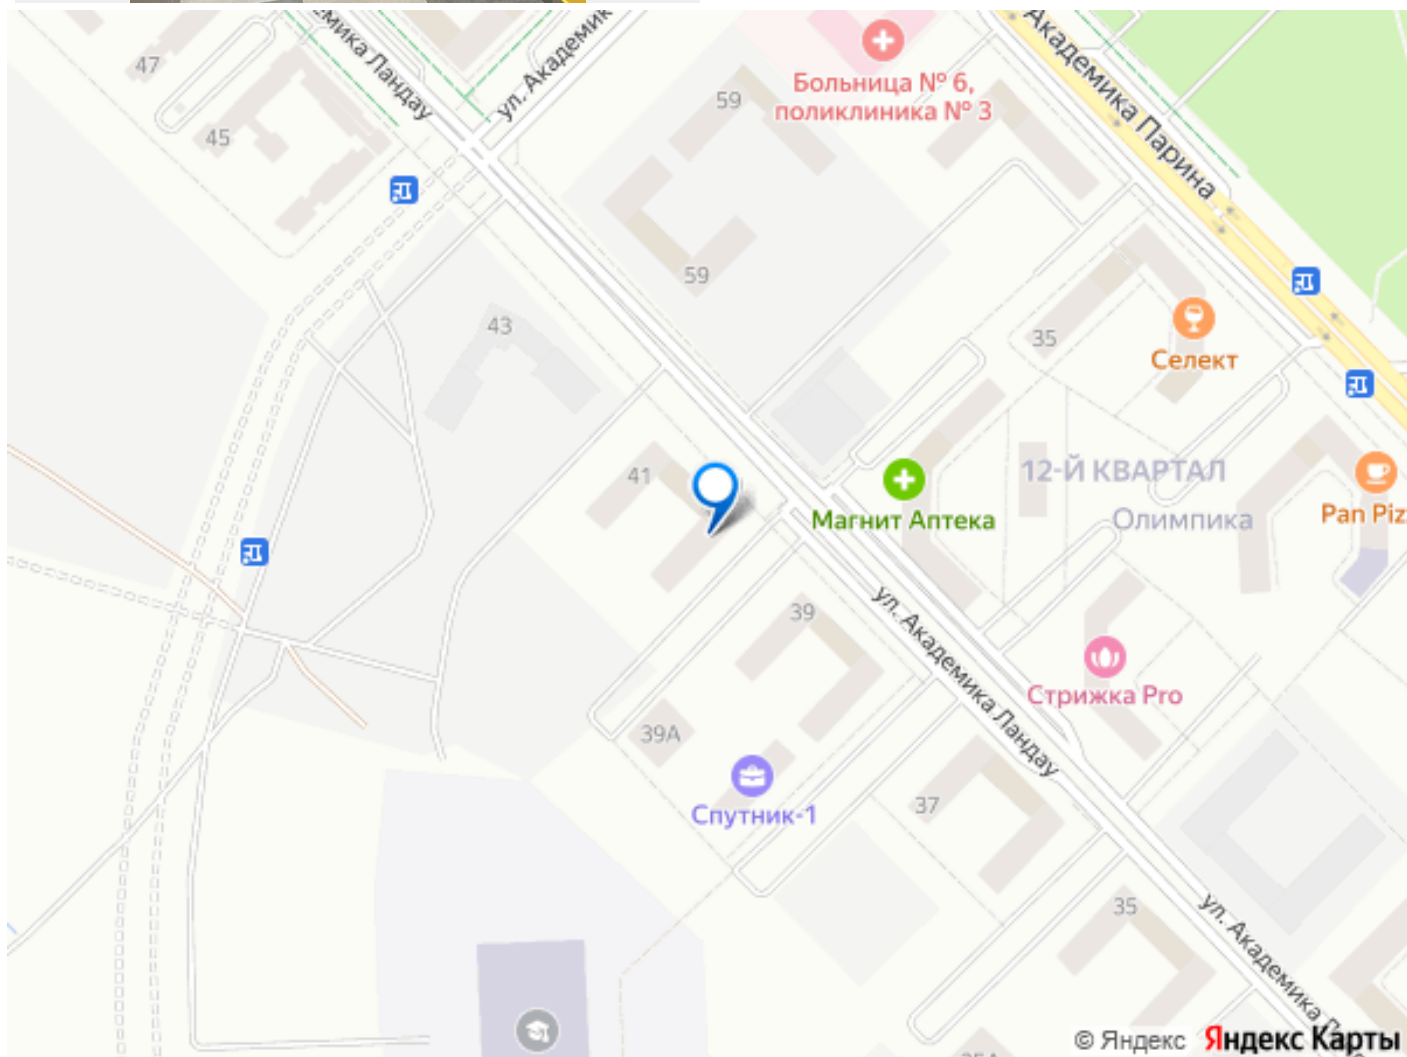 47
45
Ландау
ул. Академик
59
Больница № 6,
поликлиника № 3
Академика Парина
59
43
35
Селект
41
Магнит Аптека
12-Й КВАРТАЛ
Олимпика
Pan Piz
ул. Академика Ландау
39
Стрижка Pro
39А
Спутник-1
37
35
ул. Академика
© Яндекс Яндекс Карты